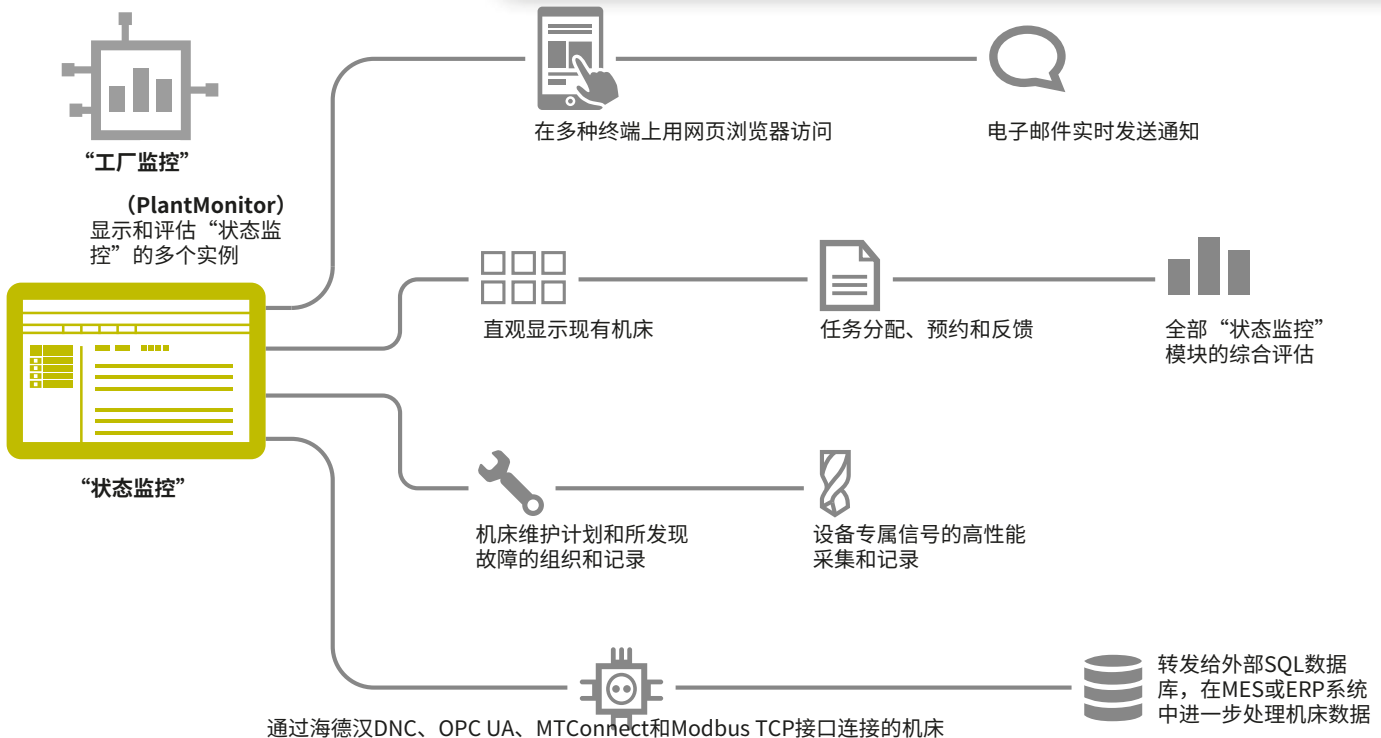 在多种终端上用网页浏览器访问
电子邮件实时发送通知
“工厂监控”
（PlantMonitor）
显示和评估“状态监
控”的多个实例
直观显示现有机床
任务分配、预约和反馈
全部“状态监控”
模块的综合评估
“状态监控”
机床维护计划和所发现
故障的组织和记录
设备专属信号的高性能
采集和记录
通过海德汉DNC、OPC UA、MTConnect和Modbus TCP接口连接的机床
转发给外部SQL数据
库，在MES或ERP系统
中进一步处理机床数据